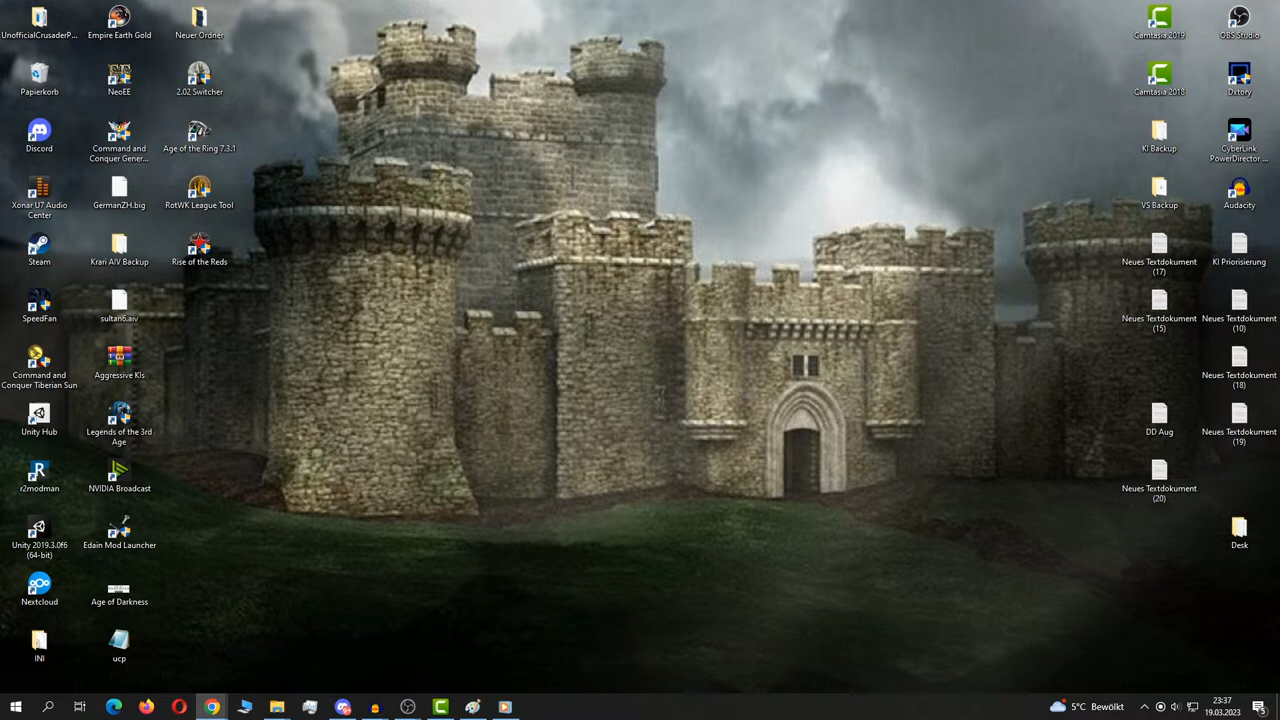 UnofficialCrusaderP...
Papierkorb
Discord
Xonar U7 Audio
Center
Steam
SpeedFan
Command and
Conquer Tiberian Sun
Unity Hub
r2modman
Unity 2019.3.0f6
(64-bit)
Nextcloud
INI
Empire Earth Gold
NeoEE
Command and
Conquer Gener...
GermanZH.big
Krari AIV Backup
sultan6.aiv
Aggressive KIs
Legends of the 3rd
Age
NVIDIA Broadcast
Edain Mod Launcher
Age of Darkness
ucp
Neuer Ordner
2.02 Switcher
Age of the Ring 7.3.1
RotWK League Tool
Rise of the Reds
Camtasia 2019
Camtasia 2018
KI Backup
VS Backup
Neues Textdokument
(17)
Neues Textdokument
(15)
DD Aug
Neues Textdokument
(20)
OBS Studio
Dxtory
CyberLink
PowerDirector ...
Audacity
KI Priorisierung
Neues Textdokument
(10)
Neues Textdokument
(18)
Neues Textdokument
(19)
Desk
5°C Bewölkt
23:37
19.03.2023